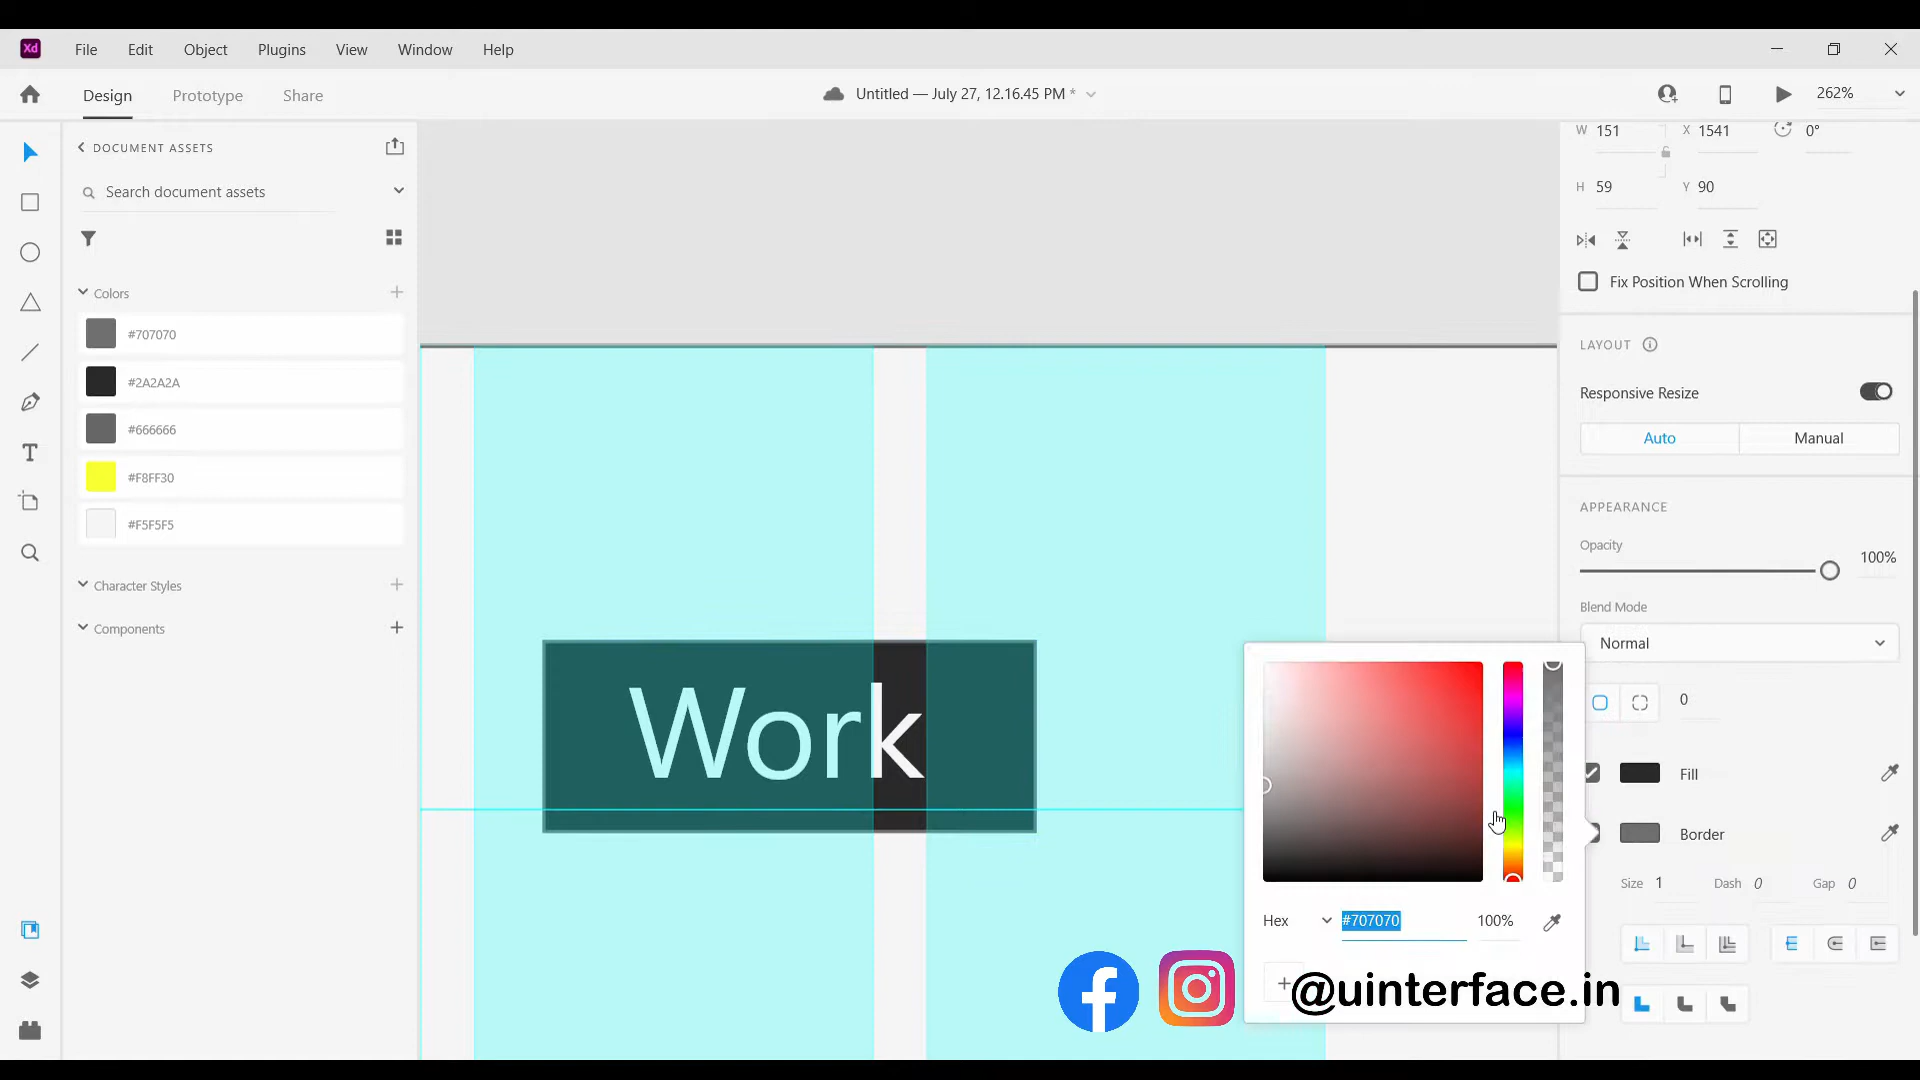 Xd File Edit Object Plugins View Window Help
Design Prototype Share
Untitled — July 27, 12.16.45 PM *
262%
DOCUMENT ASSETS
Search document assets
Colors
#707070
#2A2A2A
#666666
#F8FF30
#F5F5F5
Character Styles
Components
Work
W 151 X 1541 0°
H 59 Y 90
Fix Position When Scrolling
LAYOUT
Responsive Resize
Auto Manual
APPEARANCE
Opacity
100%
Blend Mode
Normal
0
Fill
Border
Size 1 Dash 0 Gap 0
Hex #707070 100%
@uinterface.in